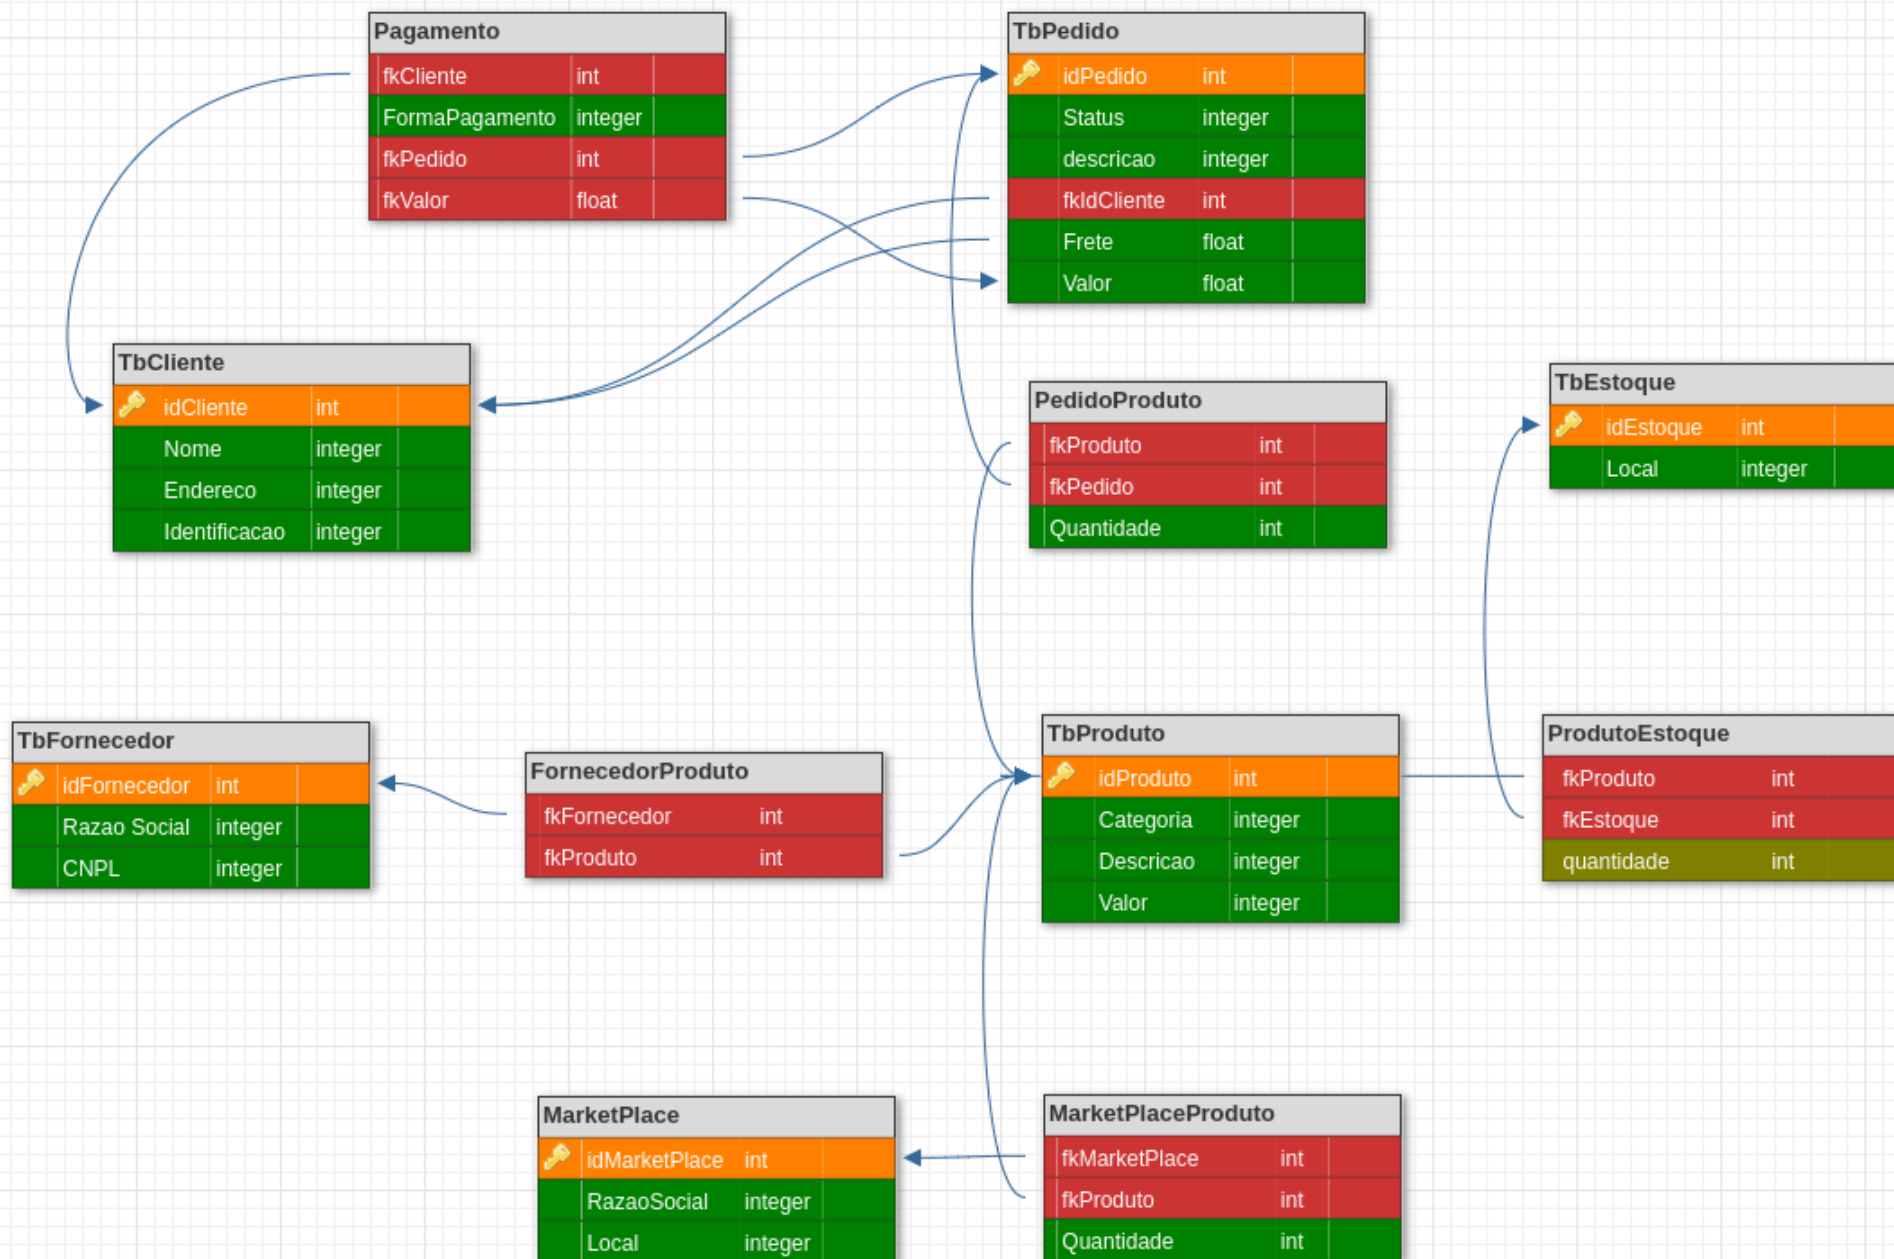 Pagamento
fkCliente int
FormaPagamento integer
fkPedido int
fkValor float
TbPedido
idPedido int
Status integer
descricao integer
fkIdCliente int
Frete float
Valor float
TbCliente
idCliente int
Nome integer
Endereco integer
Identificacao integer
PedidoProduto
fkProduto int
fkPedido int
Quantidade int
TbEstoque
idEstoque int
Local integer
TbFornecedor
idFornecedor int
Razao Social integer
CNPL integer
FornecedorProduto
fkFornecedor int
fkProduto int
TbProduto
idProduto int
Categoria integer
Descricao integer
Valor integer
ProdutoEstoque
fkProduto int
fkEstoque int
quantidade int
MarketPlace
idMarketPlace int
RazaoSocial integer
Local integer
MarketPlaceProduto
fkMarketPlace int
fkProduto int
Quantidade int